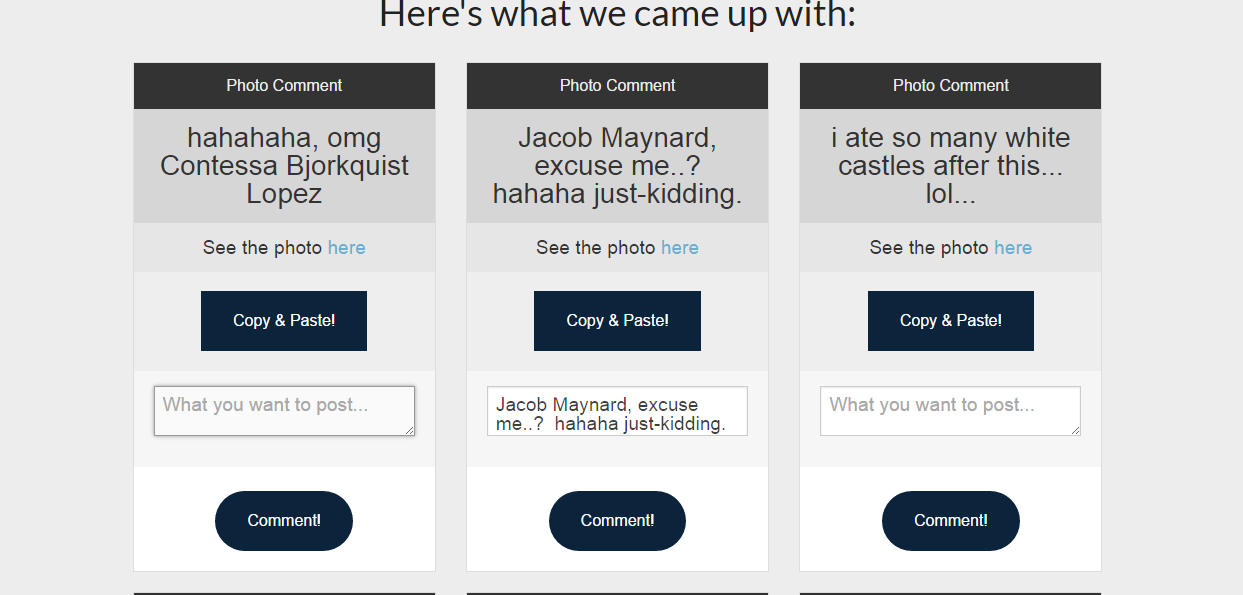 Here's what we came up with:
Photo Comment
hahahaha, omg
Contessa Bjorkquist
Lopez
See the photo here
Copy & Paste!
What you want to post...
Comment!
Photo Comment
Jacob Maynard,
excuse me..?
hahaha just-kidding.
See the photo here
Copy & Paste!
Jacob Maynard, excuse
me..?  hahaha just-kidding.
Comment!
Photo Comment
i ate so many white
castles after this...
lol...
See the photo here
Copy & Paste!
What you want to post...
Comment!